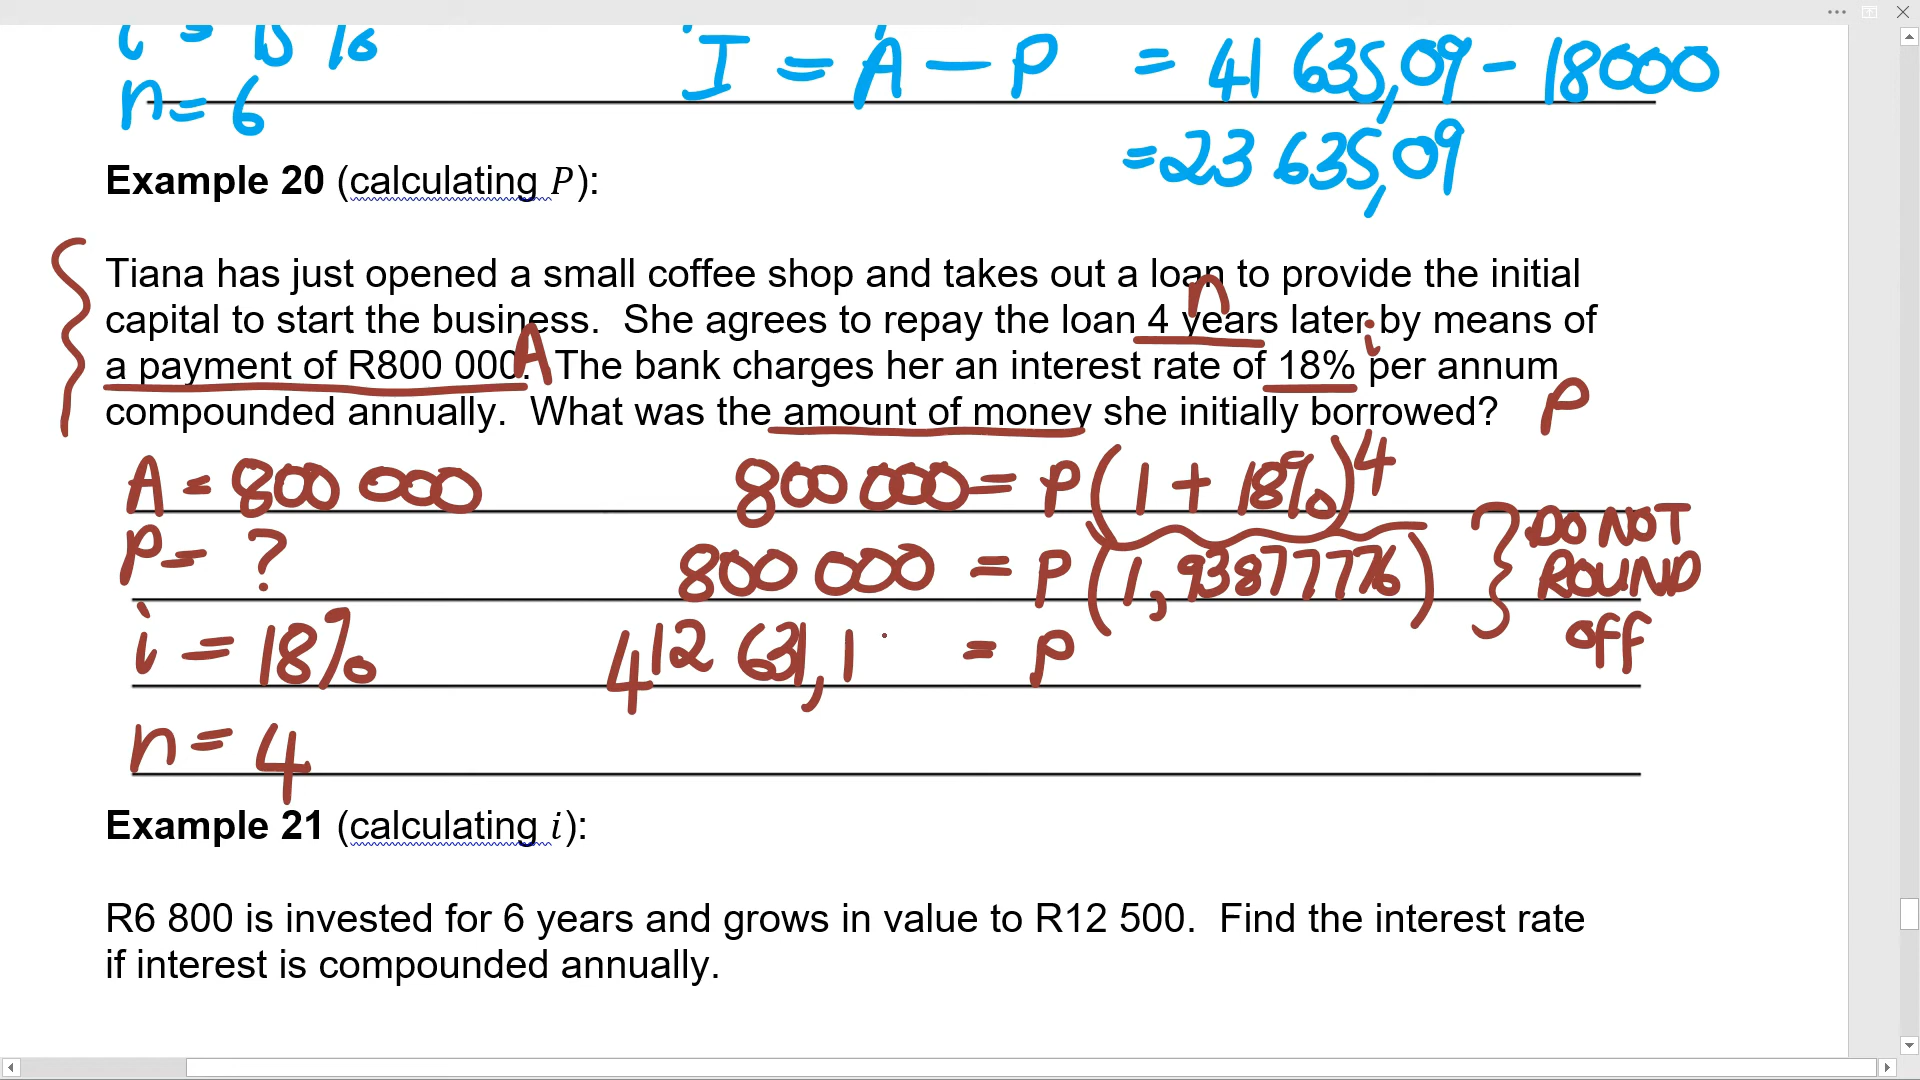 i = 15 %
I = A - P = 41 635,09 - 18000
n = 6
= 23 635,09
Example 20 (calculating P):
Tiana has just opened a small coffee shop and takes out a loan to provide the initial
n
capital to start the business. She agrees to repay the loan 4 years later by means of
a payment of R800 000. A The bank charges her an interest rate of 18% i per annum
compounded annually. What was the amount of money she initially borrowed? P
A = 800 000 800 000 = P(1 + 18%)4
P = ? 800 000 = P(1,93877776) } DO NOT ROUND OFF
i = 18% 412 631,1 = P
n = 4
Example 21 (calculating i):
R6 800 is invested for 6 years and grows in value to R12 500. Find the interest rate
if interest is compounded annually.